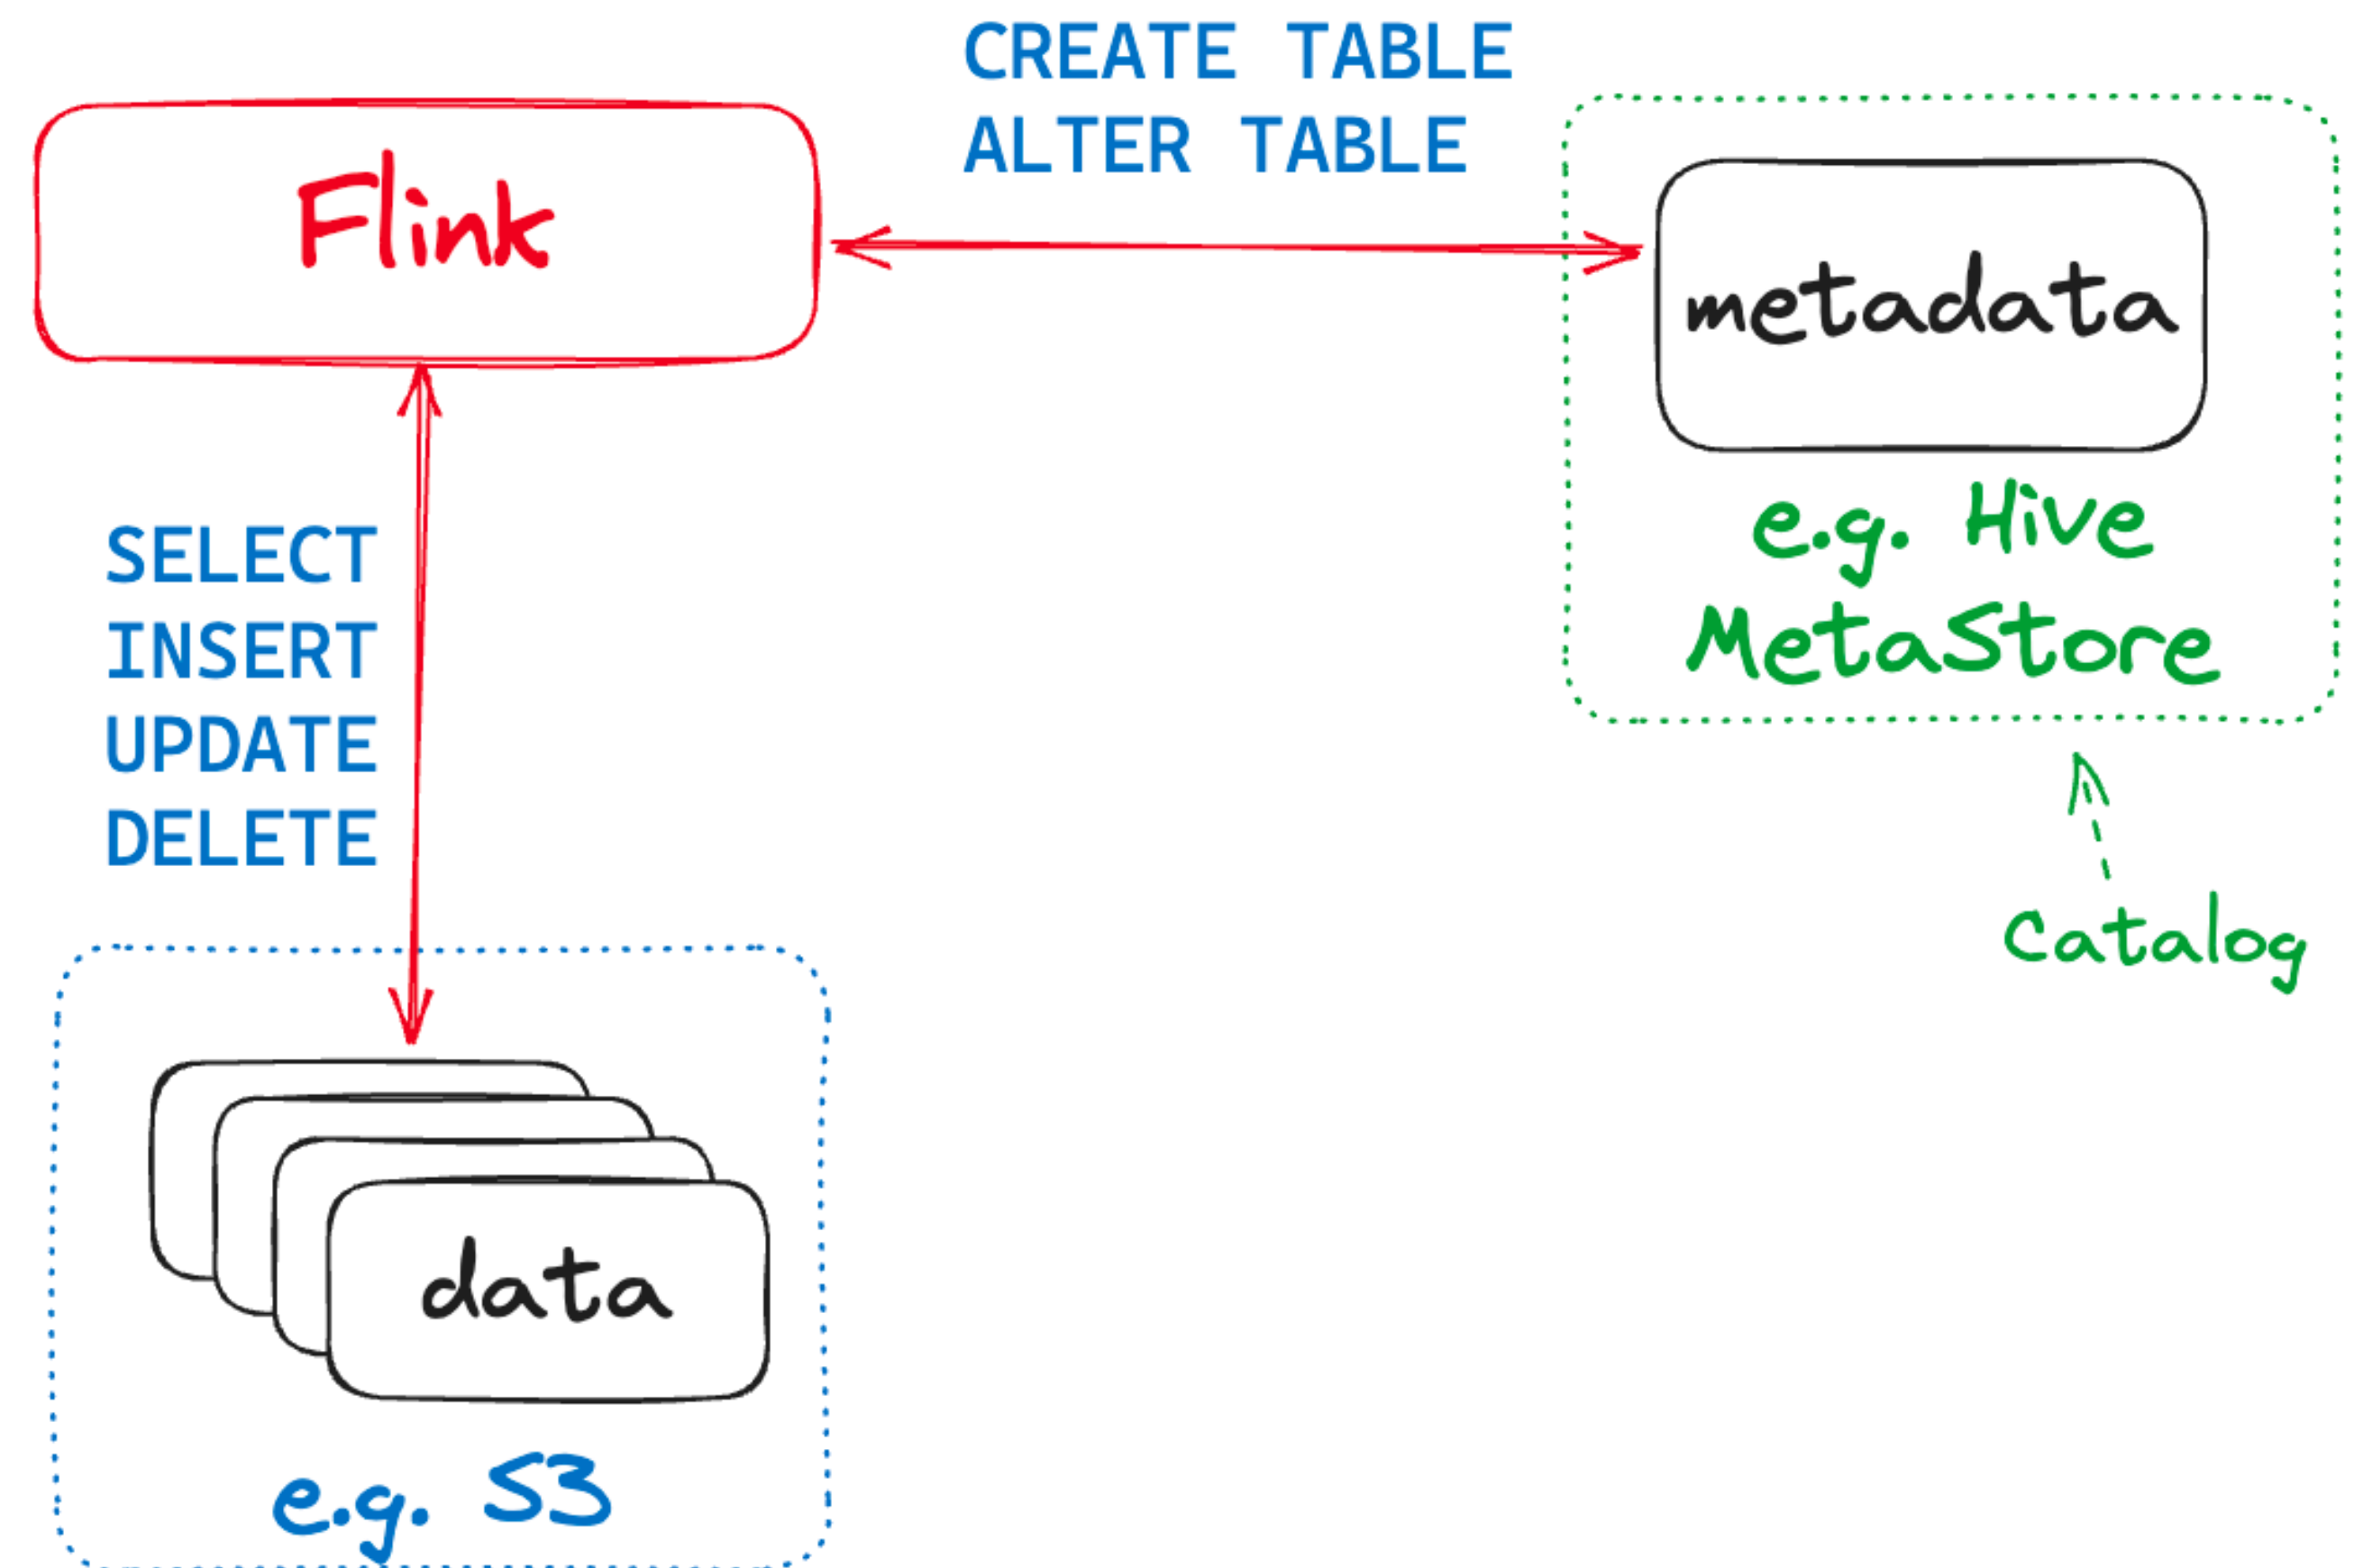 CREATE TABLE
ALTER TABLE
Flink
metadata
e.g. Hive
MetaStore
SELECT
INSERT
UPDATE
DELETE
Catalog
data
e.g. S3